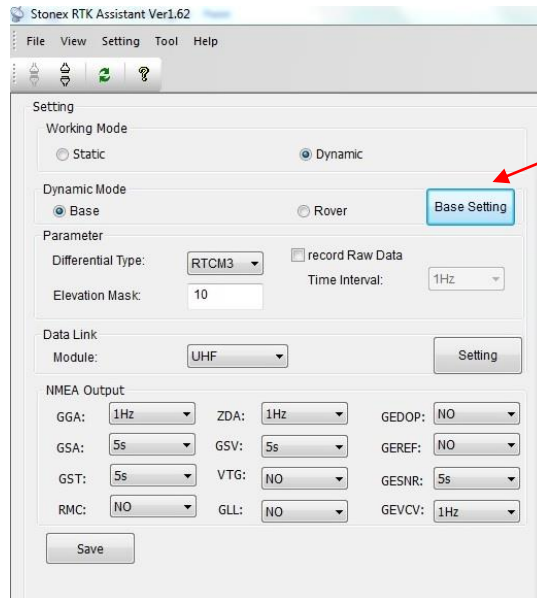 Stonex RTK Assistant Ver1.62
File View Setting Tool Help
Setting
Working Mode
Static Dynamic
Dynamic Mode
Base Rover Base Setting
Parameter
Differential Type: RTCM3 record Raw Data
Time Interval: 1Hz
Elevation Mask: 10
Data Link
Module: UHF Setting
NMEA Output
GGA: 1Hz ZDA: 1Hz GEDOP: NO
GSA: 5s GSV: 5s GEREF: NO
GST: 5s VTG: NO GESNR: 5s
RMC: NO GLL: NO GEVCV: 1Hz
Save